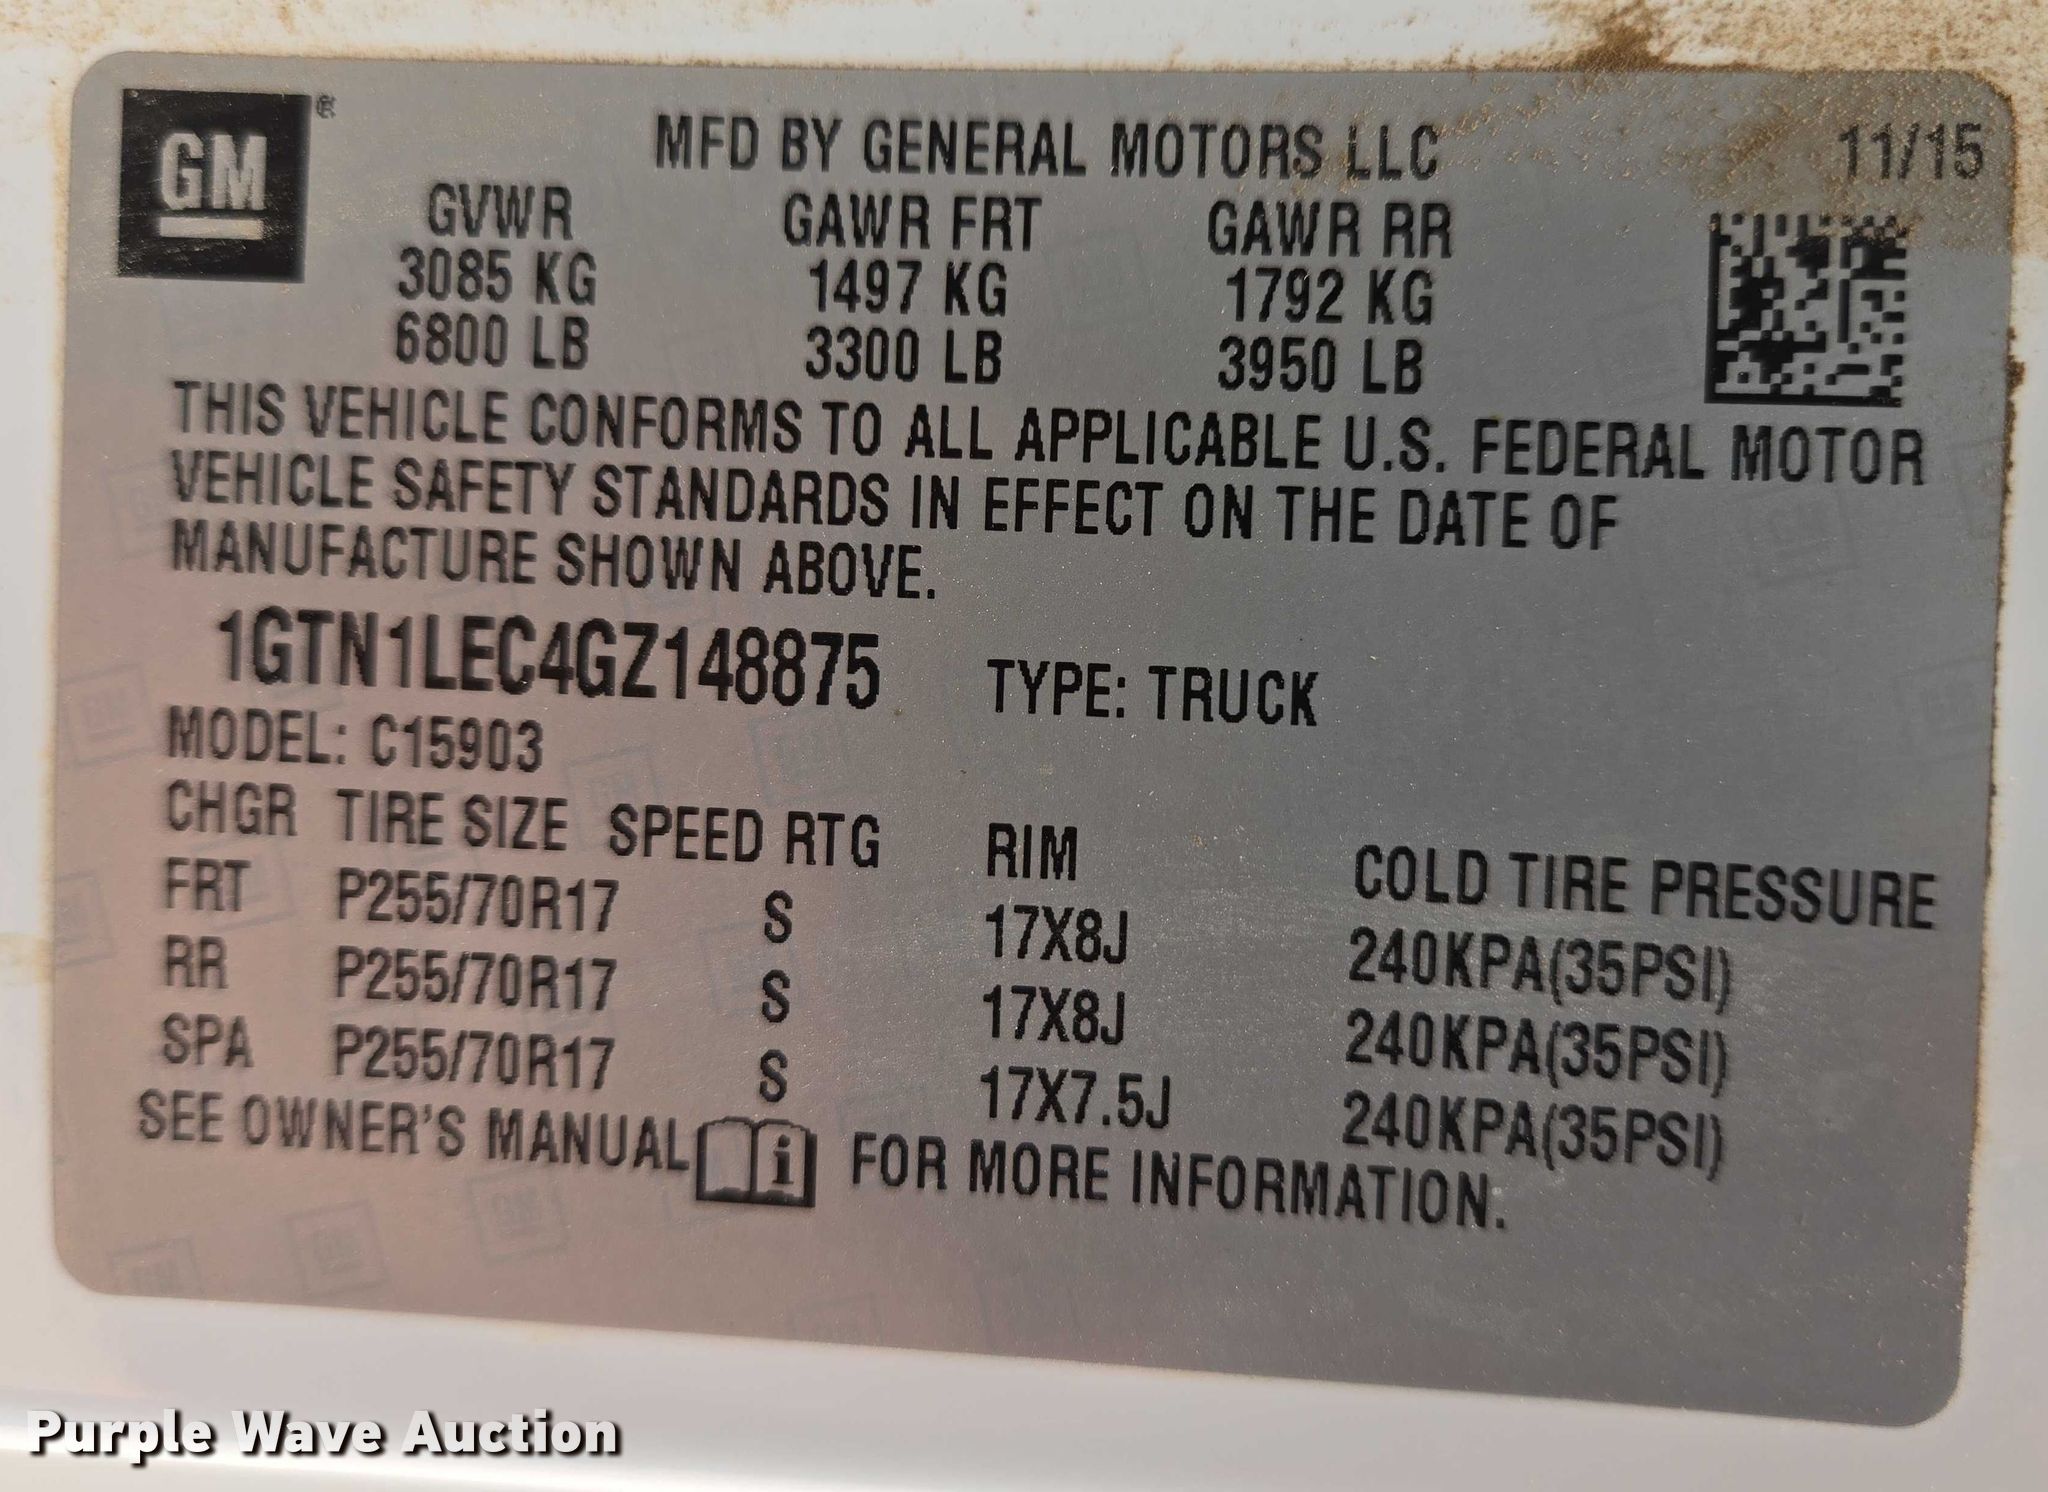 GM
MFD BY GENERAL MOTORS LLC 11/15
GVWR GAWR FRT GAWR RR
3085 KG 1497 KG 1792 KG
6800 LB 3300 LB 3950 LB
THIS VEHICLE CONFORMS TO ALL APPLICABLE U.S. FEDERAL MOTOR
VEHICLE SAFETY STANDARDS IN EFFECT ON THE DATE OF
MANUFACTURE SHOWN ABOVE.
1GTN1LEC4GZ148875 TYPE: TRUCK
MODEL: C15903
CHGR TIRE SIZE SPEED RTG RIM COLD TIRE PRESSURE
FRT P255/70R17 S 17X8J 240KPA(35PSI)
RR P255/70R17 S 17X8J 240KPA(35PSI)
SPA P255/70R17 S 17X7.5J 240KPA(35PSI)
SEE OWNER'S MANUAL i FOR MORE INFORMATION.
Purple Wave Auction